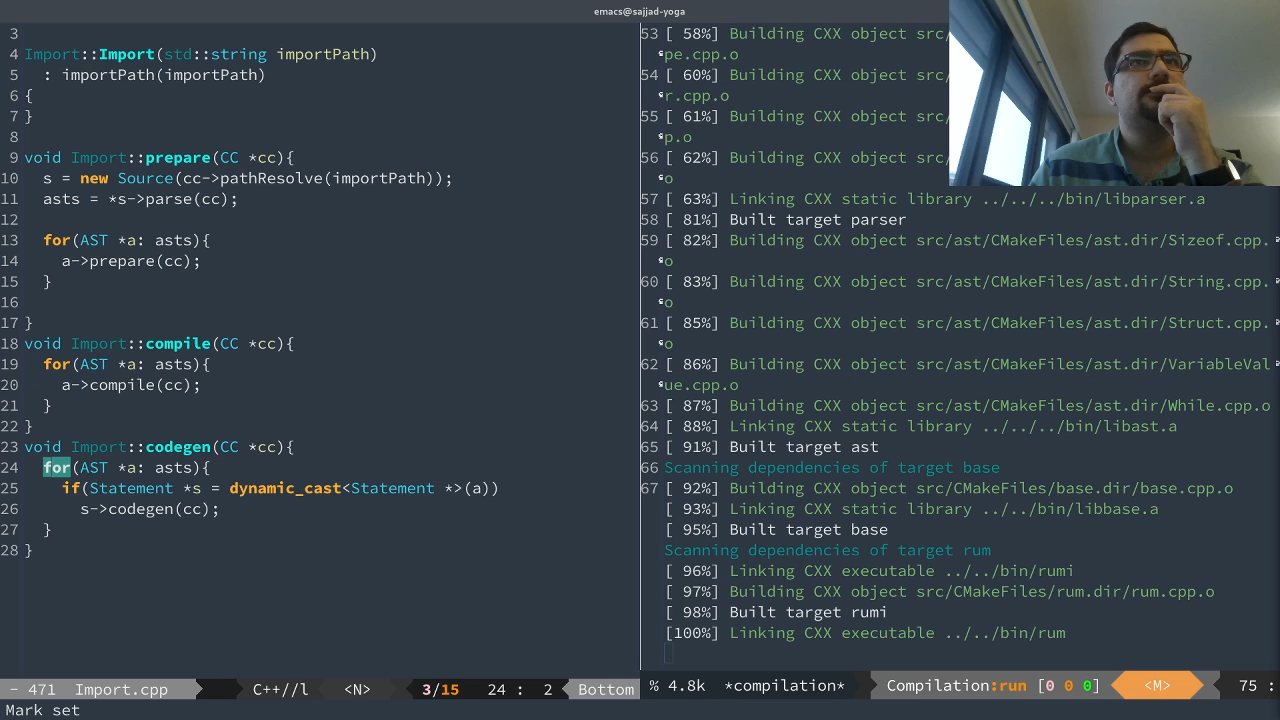 emacs@sajjad-yoga
3
4 Import::Import(std::string importPath)
5 : importPath(importPath)
6 {
7 }
8
9 void Import::prepare(CC *cc){
10 s = new Source(cc->pathResolve(importPath));
11 asts = *s->parse(cc);
12
13 for(AST *a: asts){
14 a->prepare(cc);
15 }
16
17 }
18 void Import::compile(CC *cc){
19 for(AST *a: asts){
20 a->compile(cc);
21 }
22 }
23 void Import::codegen(CC *cc){
24 for(AST *a: asts){
25 if(Statement *s = dynamic_cast<Statement *>(a))
26 s->codegen(cc);
27 }
28 }
- 471 Import.cpp C++//l <N> 3/15 24 : 2 Bottom
Mark set
53 [ 58%] Building CXX object src/
pe.cpp.o
54 [ 60%] Building CXX object src/
r.cpp.o
55 [ 61%] Building CXX object src/
p.o
56 [ 62%] Building CXX object src/
o
57 [ 63%] Linking CXX static library ../../../bin/libparser.a
58 [ 81%] Built target parser
59 [ 82%] Building CXX object src/ast/CMakeFiles/ast.dir/Sizeof.cpp.
o
60 [ 83%] Building CXX object src/ast/CMakeFiles/ast.dir/String.cpp.
o
61 [ 85%] Building CXX object src/ast/CMakeFiles/ast.dir/Struct.cpp.
o
62 [ 86%] Building CXX object src/ast/CMakeFiles/ast.dir/VariableVal
ue.cpp.o
63 [ 87%] Building CXX object src/ast/CMakeFiles/ast.dir/While.cpp.o
64 [ 88%] Linking CXX static library ../../bin/libast.a
65 [ 91%] Built target ast
66 Scanning dependencies of target base
67 [ 92%] Building CXX object src/CMakeFiles/base.dir/base.cpp.o
[ 93%] Linking CXX static library ../../bin/libbase.a
[ 95%] Built target base
Scanning dependencies of target rum
[ 96%] Linking CXX executable ../../bin/rumi
[ 97%] Building CXX object src/CMakeFiles/rum.dir/rum.cpp.o
[ 98%] Built target rumi
[100%] Linking CXX executable ../../bin/rum
% 4.8k *compilation* Compilation:run [0 0 0] <M> 75 :